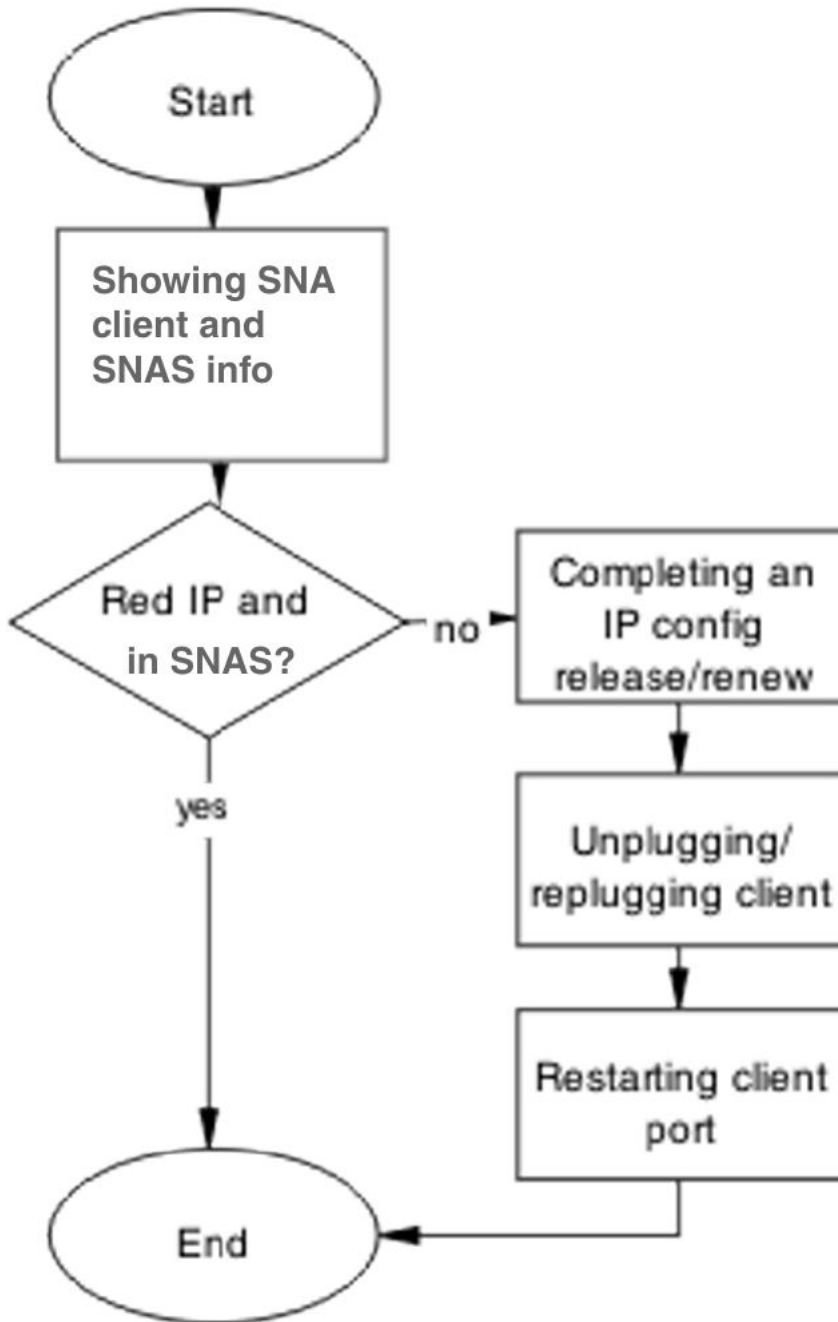 Start
Showing SNA
client and
SNAS info
Red IP and
in SNAS?
no
Completing an
IP config
release/renew
yes
Unplugging/
replugging client
Restarting client
port
End